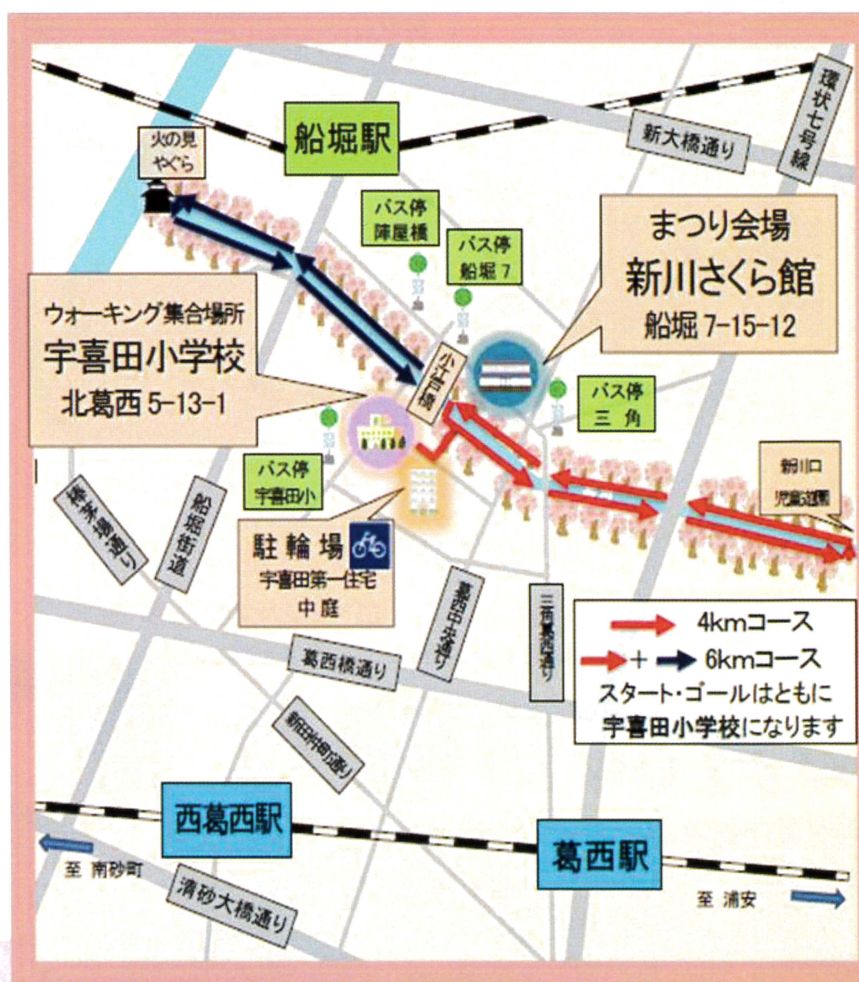 環状七号線
新大橋通り
船堀駅
火の見
やぐら
バス停
陣屋橋
バス停
船堀7
まつり会場
新川さくら館
船堀 7-15-12
ウォーキング集合場所
宇喜田小学校
北葛西 5-13-1
小江戸橋
バス停
三角
バス停
宇喜田小
新川口
児童遊園
駐輪場
宇喜田第一住宅
中庭
船堀街道
葛西中央通り
三角葛西通り
葛西橋通り
新田仲町通り
4kmコース
+
6kmコース
スタート・ゴールはともに
宇喜田小学校になります
西葛西駅
葛西駅
至 南砂町
清砂大橋通り
至 浦安